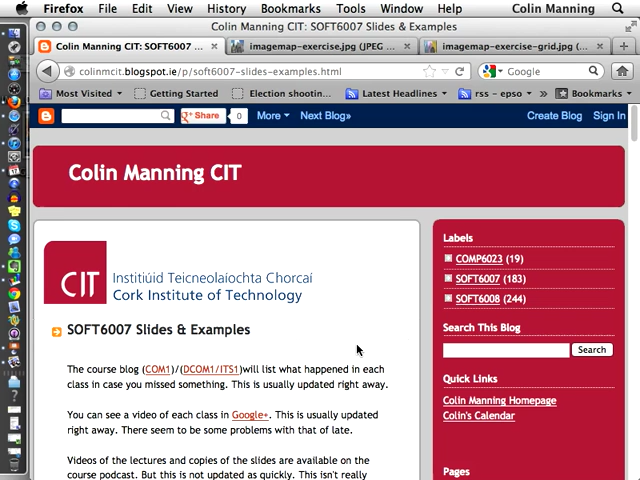 Firefox File Edit View History Bookmarks Tools Window Help Colin Manning
Colin Manning CIT: SOFT6007 Slides & Examples
Colin Manning CIT: SOFT6007 ... imagemap-exercise.jpg (JPEG ... imagemap-exercise-grid.png (...
colinmcit.blogspot.ie/p/soft6007-slides-examples.html Google
Most Visited Getting Started Election shootin... Latest Headlines rss - epso Bookmarks
Share 0 More Next Blog» Create Blog Sign In
Colin Manning CIT
CIT
Institiúid Teicneolaíochta Chorcaí
Cork Institute of Technology
SOFT6007 Slides & Examples
The course blog (COM1)/(DCOM1/ITS1)will list what happened in each
class in case you missed something. This is usually updated right away.
You can see a video of each class in Google+. This is usually updated
right away. There seem to be some problems with that of late.
Videos of the lectures and copies of the slides are available on the
course podcast. But this is not updated as quickly. This isn't really
Labels
COMP6023 (19)
SOFT6007 (183)
SOFT6008 (244)
Search This Blog
Search
Quick Links
Colin Manning Homepage
Colin's Calendar
Pages